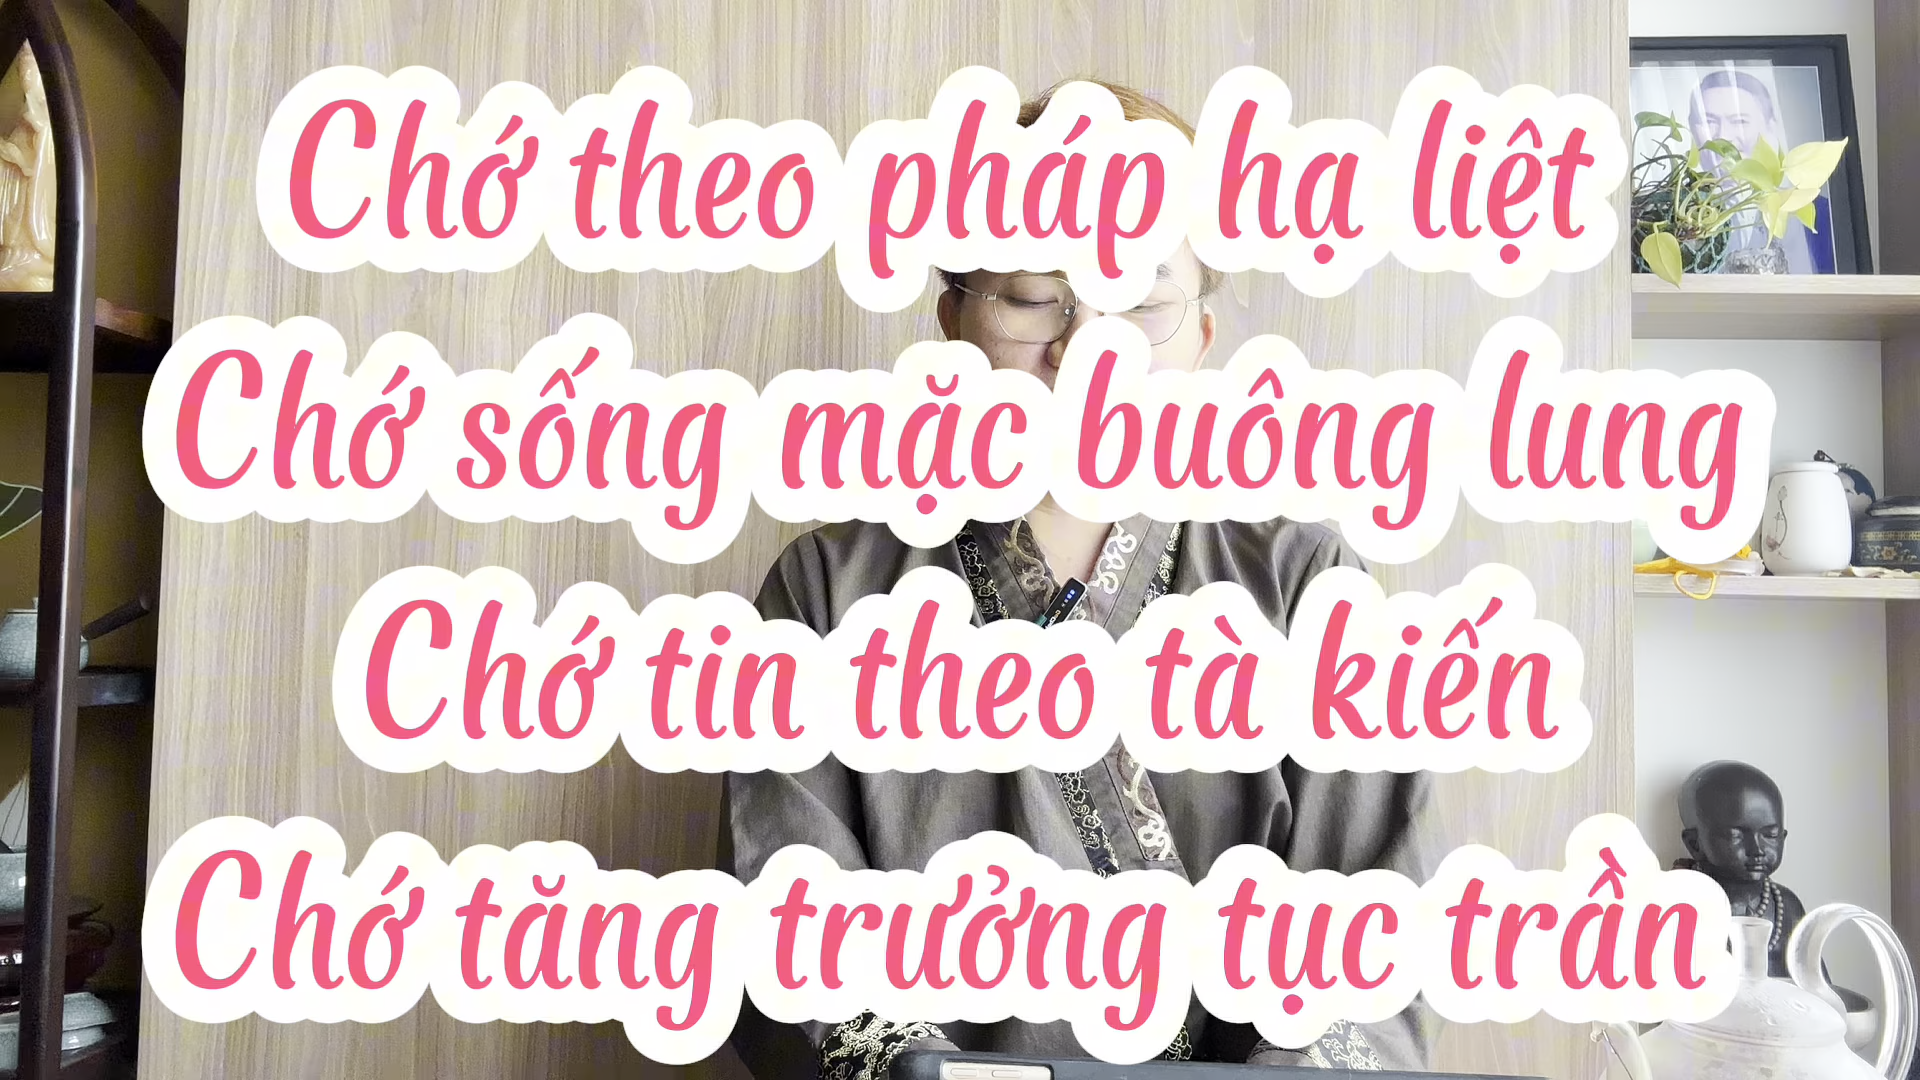 Chớ theo pháp hạ liệt
Chớ sống mặc buông lung
Chớ tin theo tà kiến
Chớ tăng trưởng tục trần